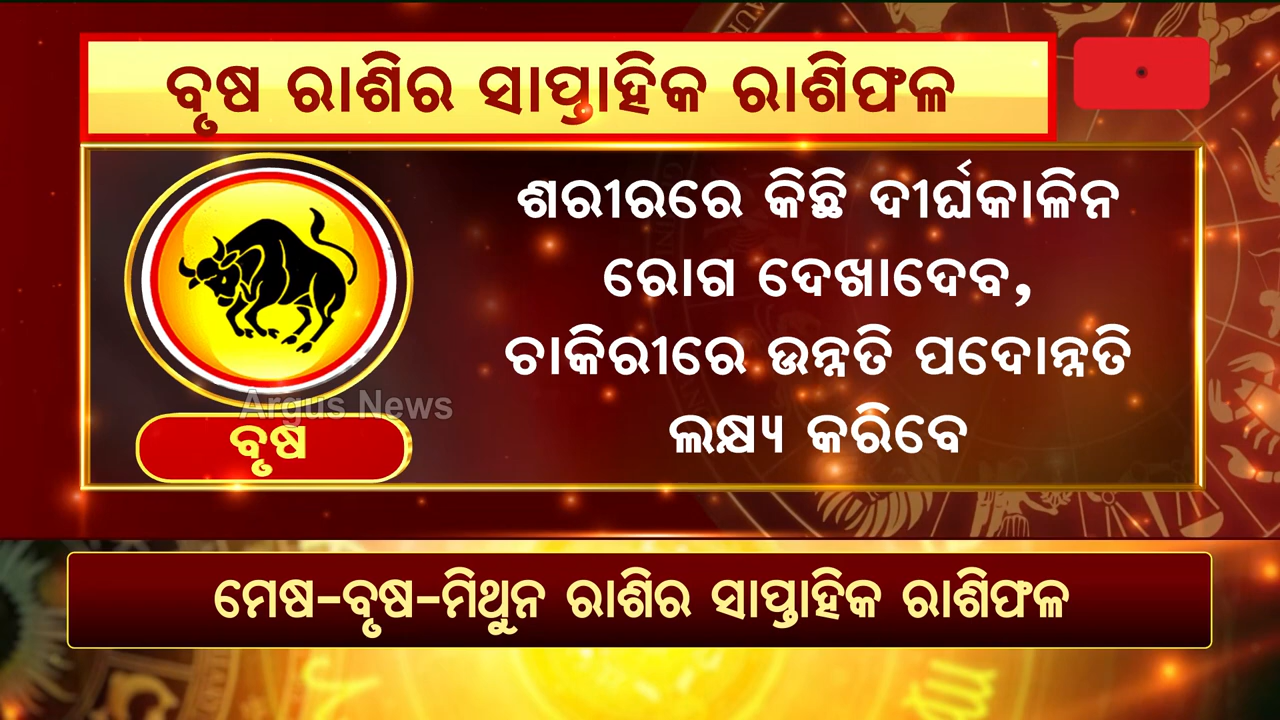 ବୃଷ ରାଶିର ସାପ୍ତାହିକ ରାଶିଫଳ
ଶରୀରରେ କିଛି ଦୀର୍ଘକାଳିନ
ରୋଗ ଦେଖାଦେବ,
ଚାକିରୀରେ ଉନ୍ନତି ପଦୋନ୍ନତି
ଲକ୍ଷ୍ୟ କରିବେ
Argus News
ବୃଷ
ମେଷ-ବୃଷ-ମିଥୁନ ରାଶିର ସାପ୍ତାହିକ ରାଶିଫଳ